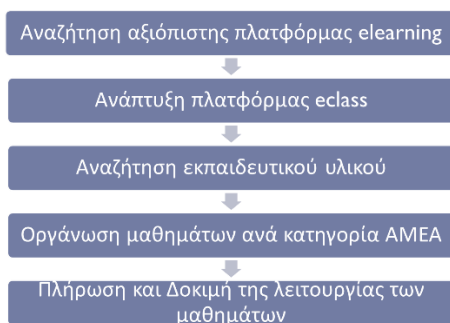 Αναζήτηση αξιόπιστης πλατφόρμας elearning
Ανάπτυξη πλατφόρμας eclass
Αναζήτηση εκπαιδευτικού υλικού
Οργάνωση μαθημάτων ανά κατηγορία ΑΜΕΑ
Πλήρωση και Δοκιμή της λειτουργίας των
μαθημάτων